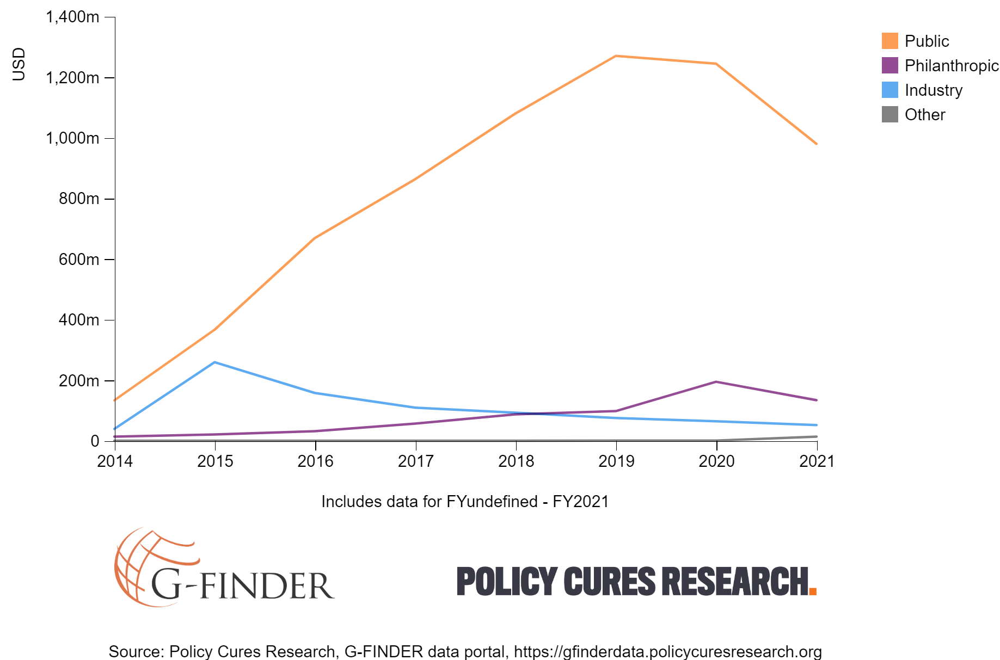 1,400m
1,200m
1,000m
800m
600m
400m
200m
0
USD
2014 2015 2016 2017 2018 2019 2020 2021
Public
Philanthropic
Industry
Other
Includes data for FYundefined - FY2021
G-FINDER
POLICY CURES RESEARCH.
Source: Policy Cures Research, G-FINDER data portal, https://gfinderdata.policycuresresearch.org